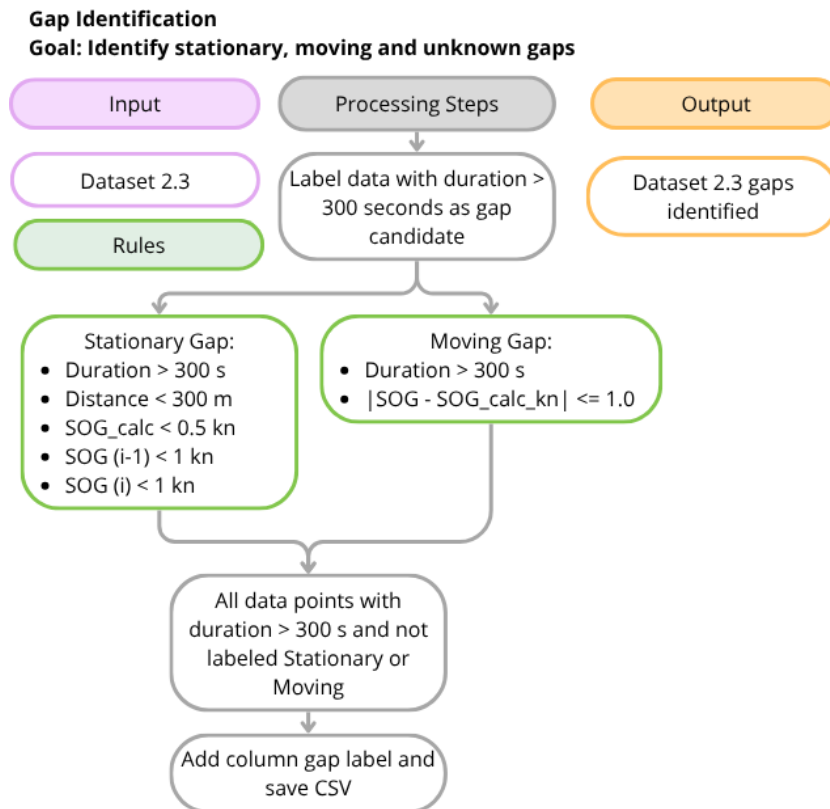 Gap Identification
Goal: Identify stationary, moving and unknown gaps
Input
Processing Steps
Output
Dataset 2.3
Label data with duration >
300 seconds as gap
candidate
Dataset 2.3 gaps
identified
Rules
Stationary Gap:
• Duration > 300 s
• Distance < 300 m
• SOG_calc < 0.5 kn
• SOG (i-1) < 1 kn
• SOG (i) < 1 kn
Moving Gap:
• Duration > 300 s
• |SOG - SOG_calc_kn| <= 1.0
All data points with
duration > 300 s and not
labeled Stationary or
Moving
Add column gap label and
save CSV